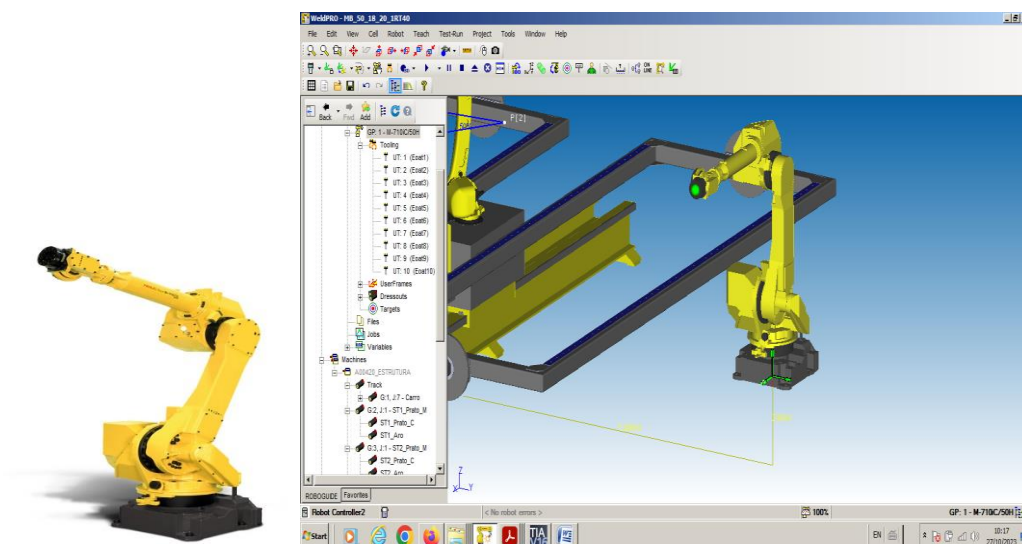 WeldPRO - MB_50_18_20_1RT40
File Edit View Cell Robot Teach Test-Run Project Tools Window Help
Back Fwd Add
GP: 1 - M-710iC/50H
Tooling
UT: 1 (Eoat1)
UT: 2 (Eoat2)
UT: 3 (Eoat3)
UT: 4 (Eoat4)
UT: 5 (Eoat5)
UT: 6 (Eoat6)
UT: 7 (Eoat7)
UT: 8 (Eoat8)
UT: 9 (Eoat9)
UT: 10 (Eoat10)
UserFrames
Dressouts
Targets
Files
Jobs
Variables
Machines
A00420_ESTRUTURA
Track
G:1, J:7 - Carro
G:2, J:1 - ST1_Prato_M
ST1_Prato_C
ST1_Aro
G:3, J:1 - ST2_Prato_M
ST2_Prato_C
ST2_Aro
ROBOGUIDE Favorites
P[2]
Z
X Y
Robot Controller2 < No robot errors > 100% GP: 1 - M-710iC/50H
Start TIA V16 EN 10:17
27/10/2023